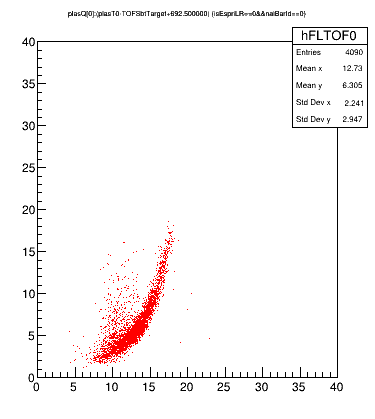 plasQ[0]:(plasT0-TOFSbtTarget+692.500000) {isEspriLR==0&&naiBarId==0}
hFLTOF0
Entries 4090
Mean x 12.73
Mean y 6.305
Std Dev x 2.241
Std Dev y 2.947
40
35
30
25
20
15
10
5
0
0 5 10 15 20 25 30 35 40